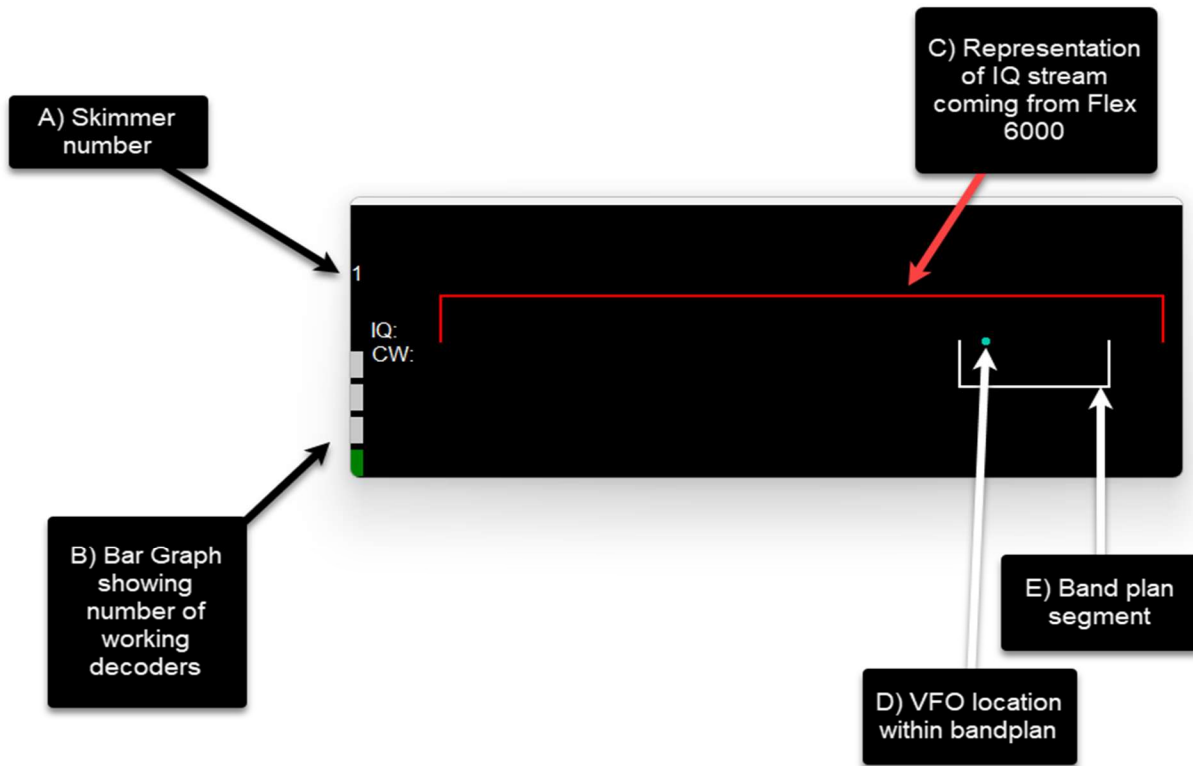 C) Representation
of IQ stream
coming from Flex
6000
A) Skimmer
number
1
IQ:
CW:
B) Bar Graph
showing
number of
working
decoders
E) Band plan
segment
D) VFO location
within bandplan